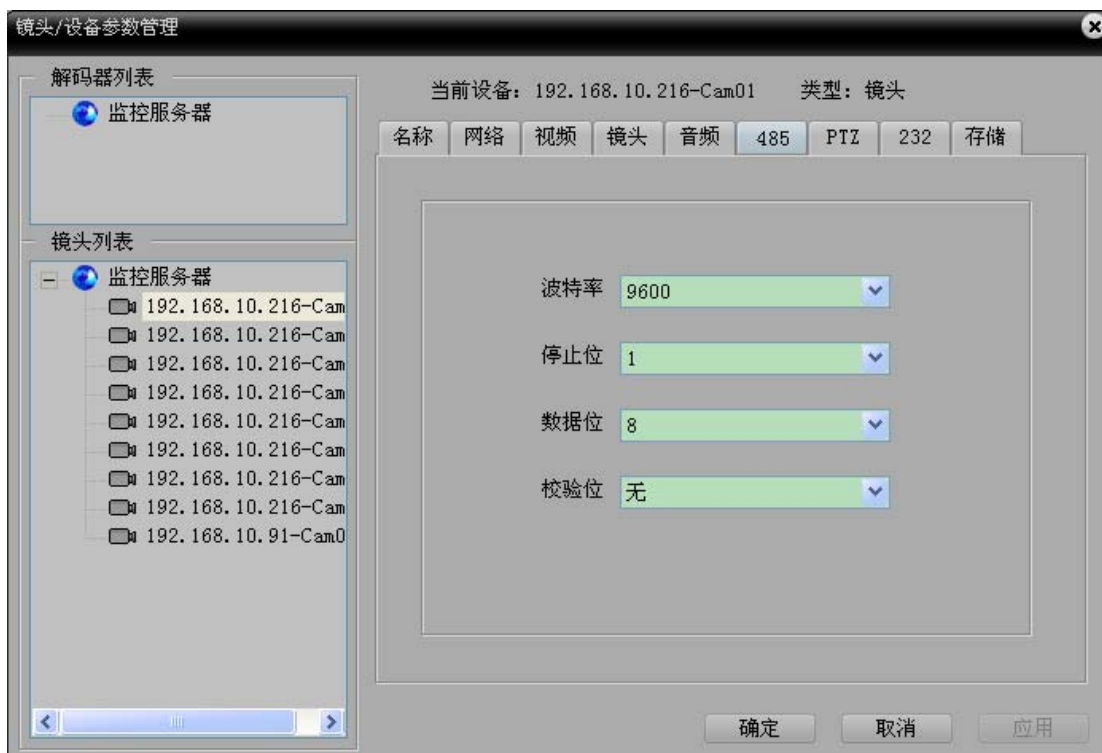 镜头/设备参数管理
解码器列表
监控服务器
镜头列表
监控服务器
192.168.10.216-Cam
192.168.10.216-Cam
192.168.10.216-Cam
192.168.10.216-Cam
192.168.10.216-Cam
192.168.10.216-Cam
192.168.10.216-Cam
192.168.10.216-Cam
192.168.10.91-Cam0
当前设备: 192.168.10.216-Cam01 类型: 镜头
名称 网络 视频 镜头 音频 485 PTZ 232 存储
波特率 9600
停止位 1
数据位 8
校验位 无
确定 取消 应用